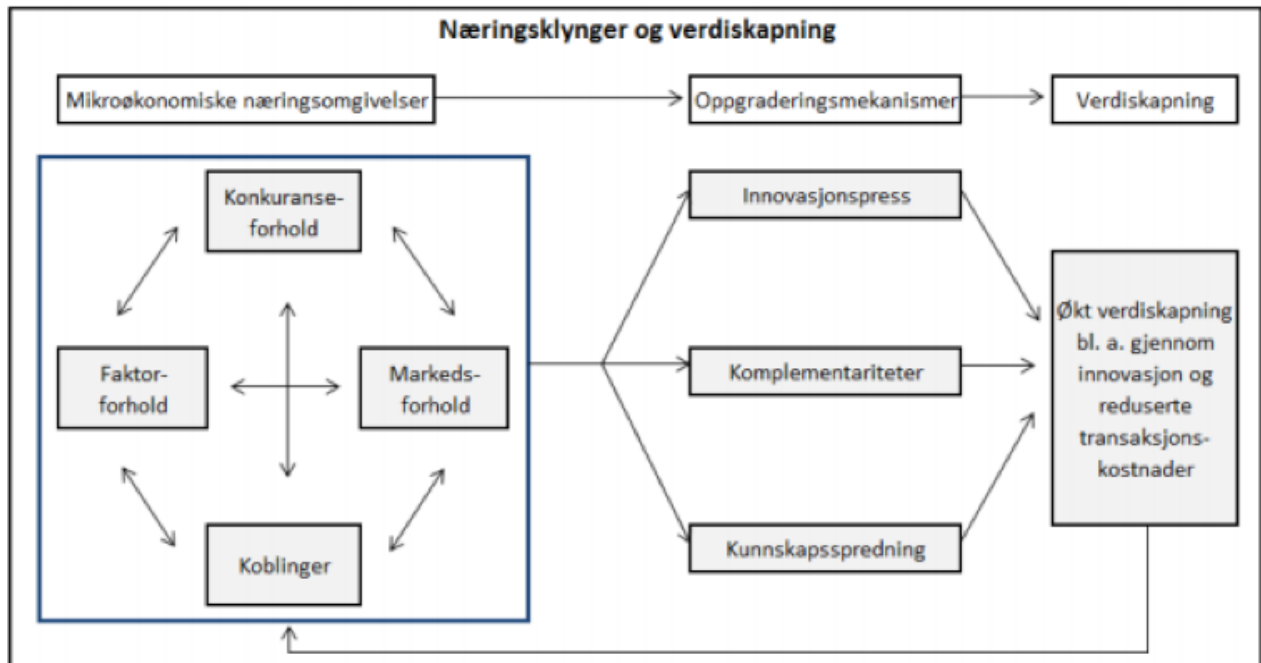 Næringsklynger og verdiskapning
Mikroøkonomiske næringsomgivelser
Oppgraderingsmekanismer
Verdiskapning
Konkuranse-
forhold
Faktor-
forhold
Markeds-
forhold
Koblinger
Innovasjonspress
Komplementariteter
Kunnskapsspredning
Økt verdiskapning
bl. a. gjennom
innovasjon og
reduserte
transaksjons-
kostnader